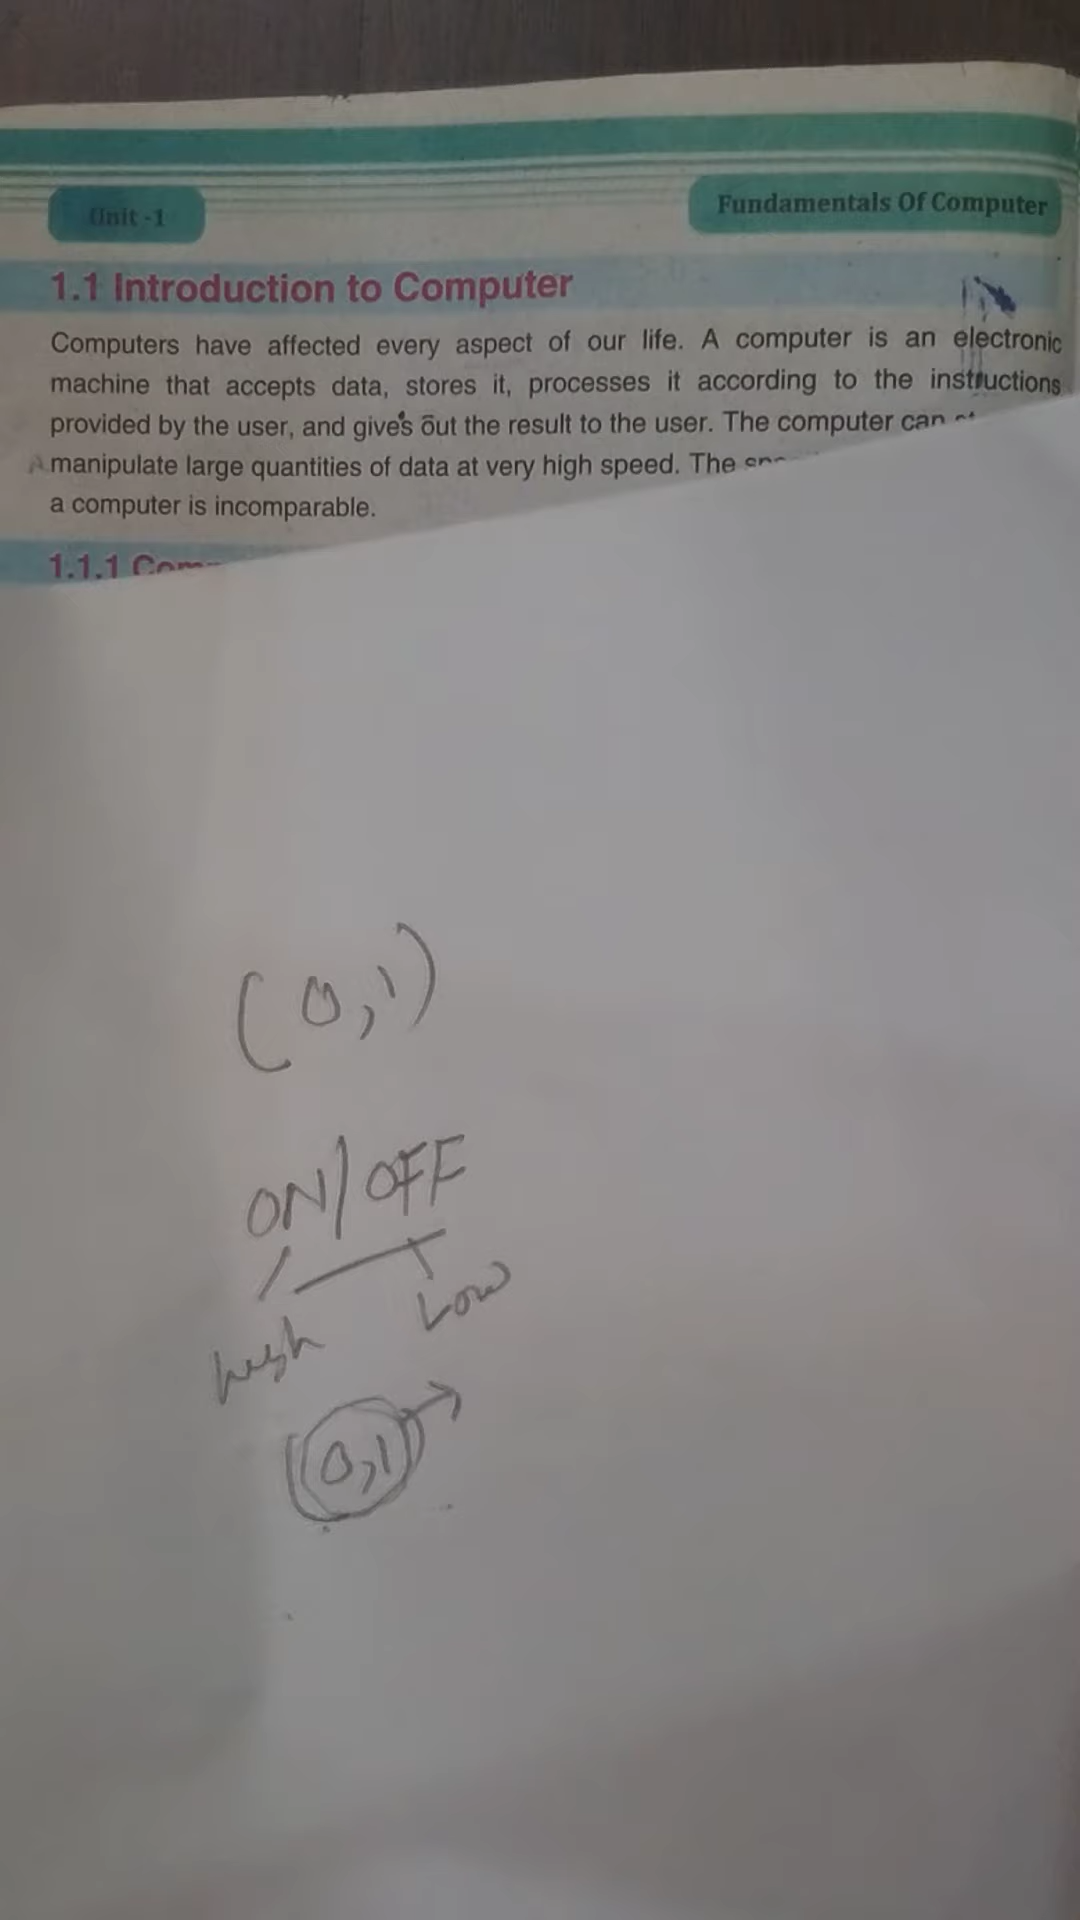 Unit -1
Fundamentals Of Computer
1.1 Introduction to Computer
Computers have affected every aspect of our life. A computer is an electronic
machine that accepts data, stores it, processes it according to the instructions
provided by the user, and gives out the result to the user. The computer can
manipulate large quantities of data at very high speed. The
a computer is incomparable.
1.1.1
(0,1)
ON/OFF
high Low
(0,1)